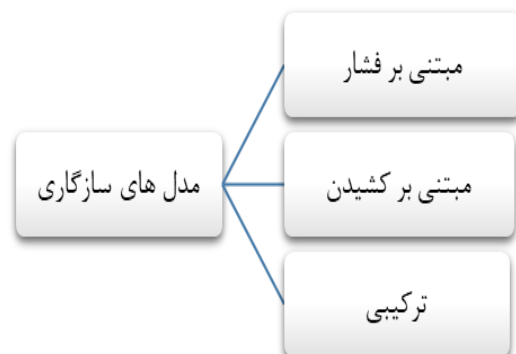 مبتنی بر فشار
مدل های سازگاری
مبتنی بر کشیدن
ترکیبی